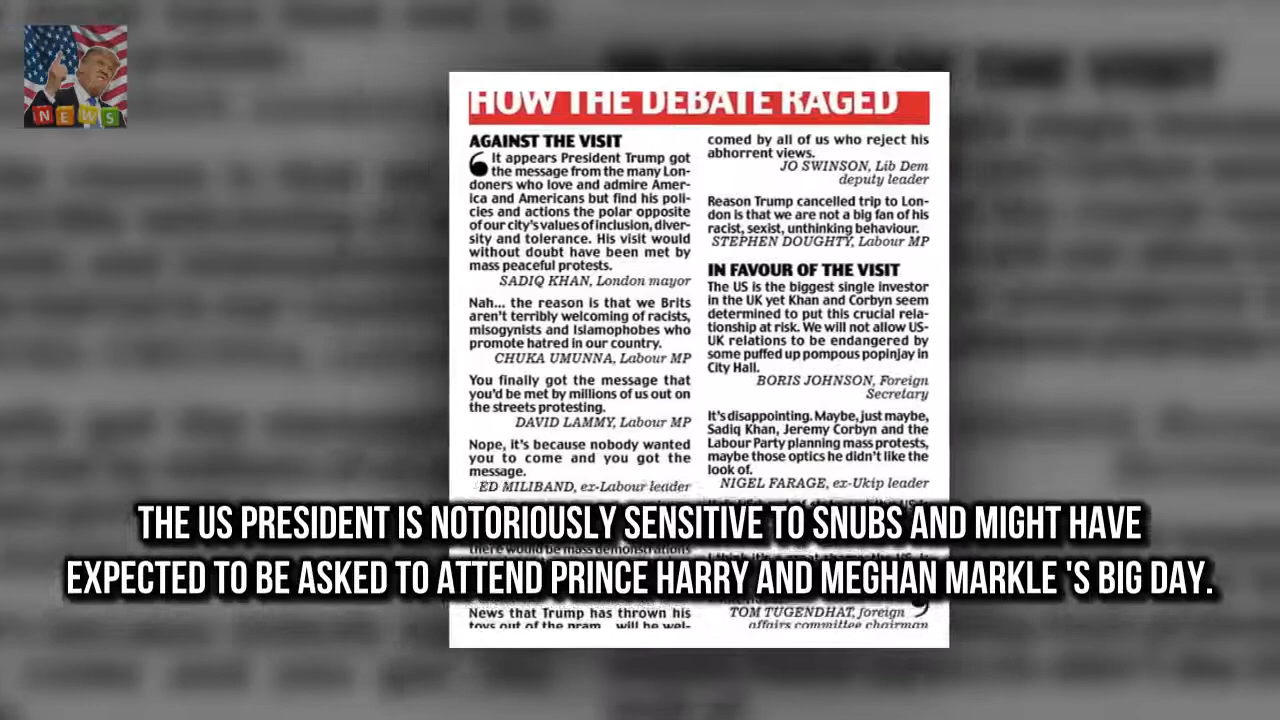 NEWS
HOW THE DEBATE RAGED
AGAINST THE VISIT
It appears President Trump got
the message from the many Lon-
doners who love and admire Amer-
ica and Americans but find his poli-
cies and actions the polar opposite
of our city's values of inclusion, diver-
sity and tolerance. His visit would
without doubt have been met by
mass peaceful protests.
SADIQ KHAN, London mayor
Nah... the reason is that we Brits
aren't terribly welcoming of racists,
misogynists and Islamophobes who
promote hatred in our country.
CHUKA UMUNNA, Labour MP
You finally got the message that
you'd be met by millions of us out on
the streets protesting.
DAVID LAMMY, Labour MP
Nope, it's because nobody wanted
you to come and you got the
message.
ED MILIBAND, ex-Labour leader
there would be mass demonstrations
News that Trump has thrown his
toys out of the pram will be wel-
comed by all of us who reject his
abhorrent views.
JO SWINSON, Lib Dem
deputy leader
Reason Trump cancelled trip to Lon-
don is that we are not a big fan of his
racist, sexist, unthinking behaviour.
STEPHEN DOUGHTY, Labour MP
IN FAVOUR OF THE VISIT
The US is the biggest single investor
in the UK yet Khan and Corbyn seem
determined to put this crucial rela-
tionship at risk. We will not allow US-
UK relations to be endangered by
some puffed up pompous popinjay in
City Hall.
BORIS JOHNSON, Foreign
Secretary
It's disappointing. Maybe, just maybe,
Sadiq Khan, Jeremy Corbyn and the
Labour Party planning mass protests,
maybe those optics he didn't like the
look of.
NIGEL FARAGE, ex-Ukip leader
TOM TUGENDHAT, foreign
affairs committee chairman
THE US PRESIDENT IS NOTORIOUSLY SENSITIVE TO SNUBS AND MIGHT HAVE
EXPECTED TO BE ASKED TO ATTEND PRINCE HARRY AND MEGHAN MARKLE 'S BIG DAY.